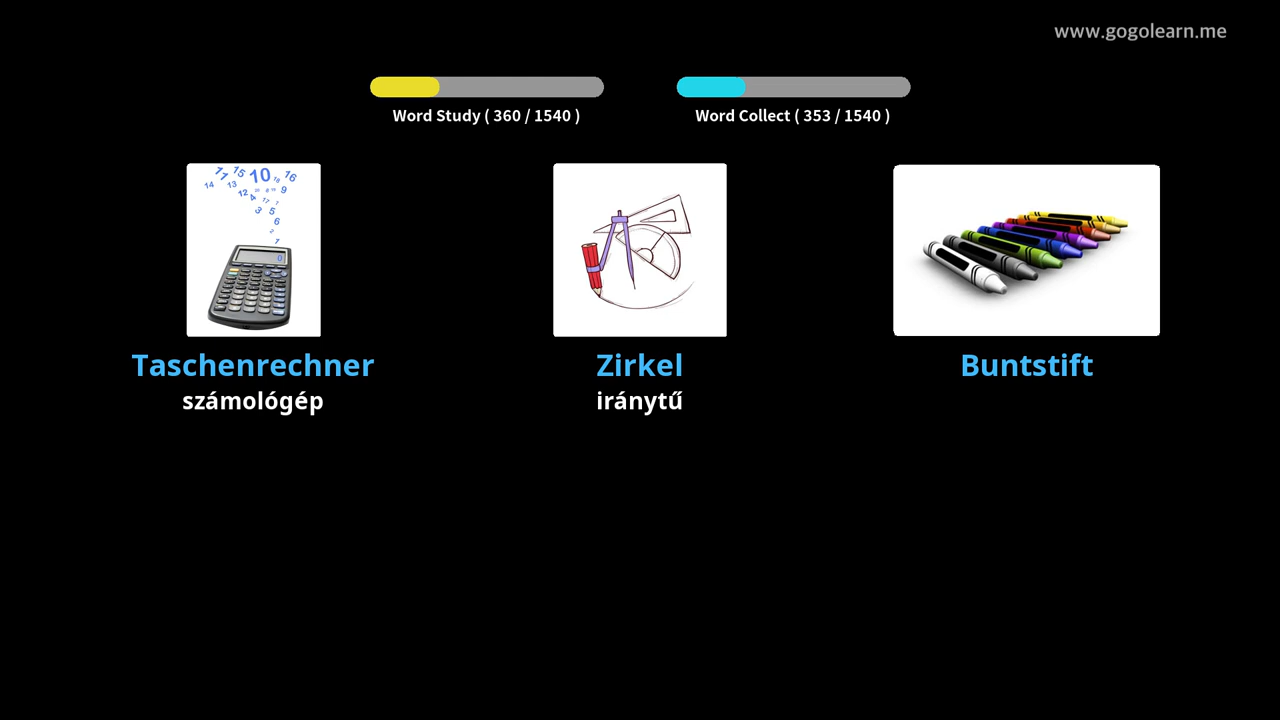 www.gogolearn.me
Word Study ( 360 / 1540 )
Word Collect ( 353 / 1540 )
Taschenrechner
számológép
Zirkel
iránytű
Buntstift